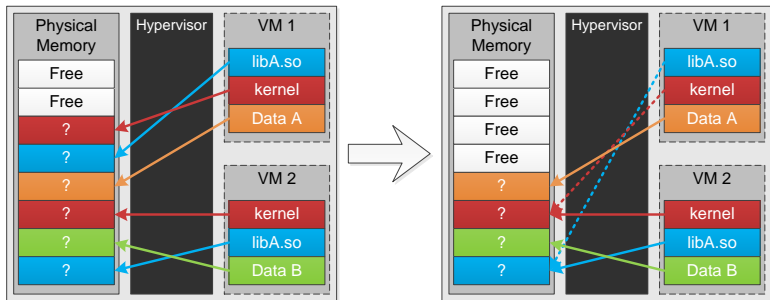 Physical
Memory
Free
Free
?
?
?
?
?
?
Hypervisor
VM 1
libA.so
kernel
Data A
VM 2
kernel
libA.so
Data B
Physical
Memory
Free
Free
Free
Free
?
?
?
?
Hypervisor
VM 1
libA.so
kernel
Data A
VM 2
kernel
libA.so
Data B